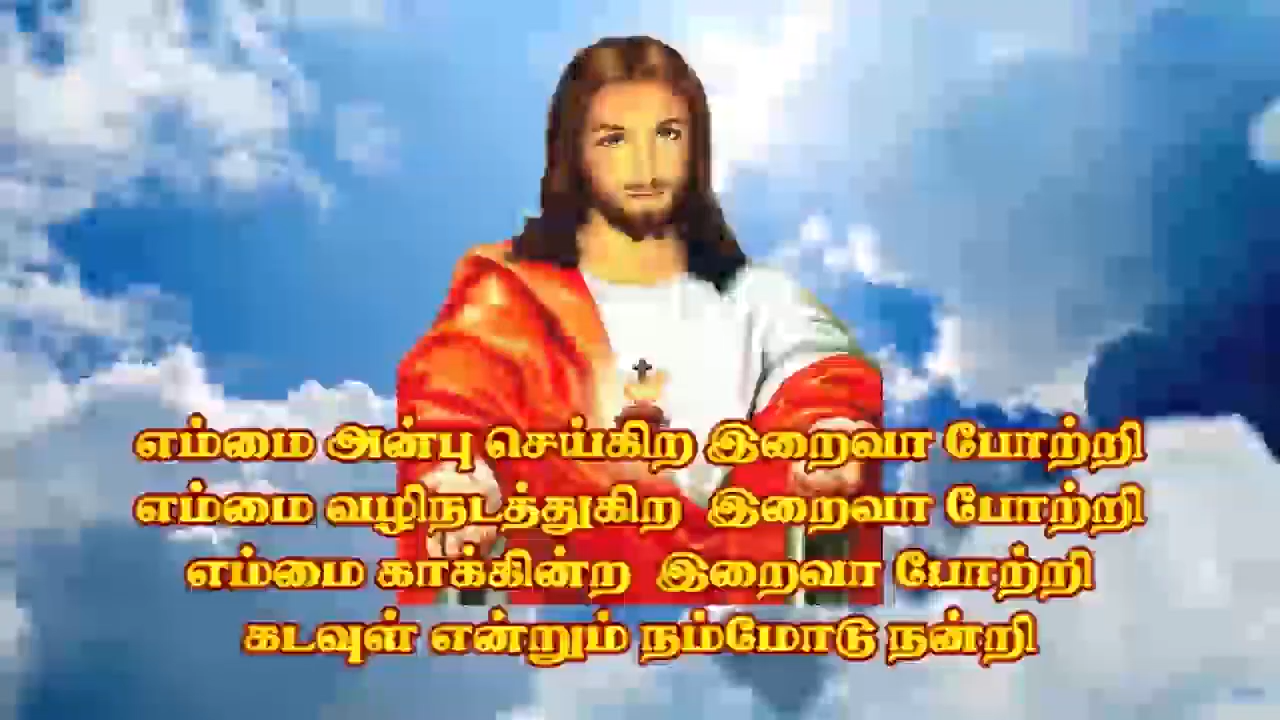 எம்மை அன்பு செய்கிற இறைவா போற்றி
எம்மை வழிநடத்துகிற இறைவா போற்றி
எம்மை காக்கின்ற இறைவா போற்றி
கடவுள் என்றும் நம்மோடு நன்றி